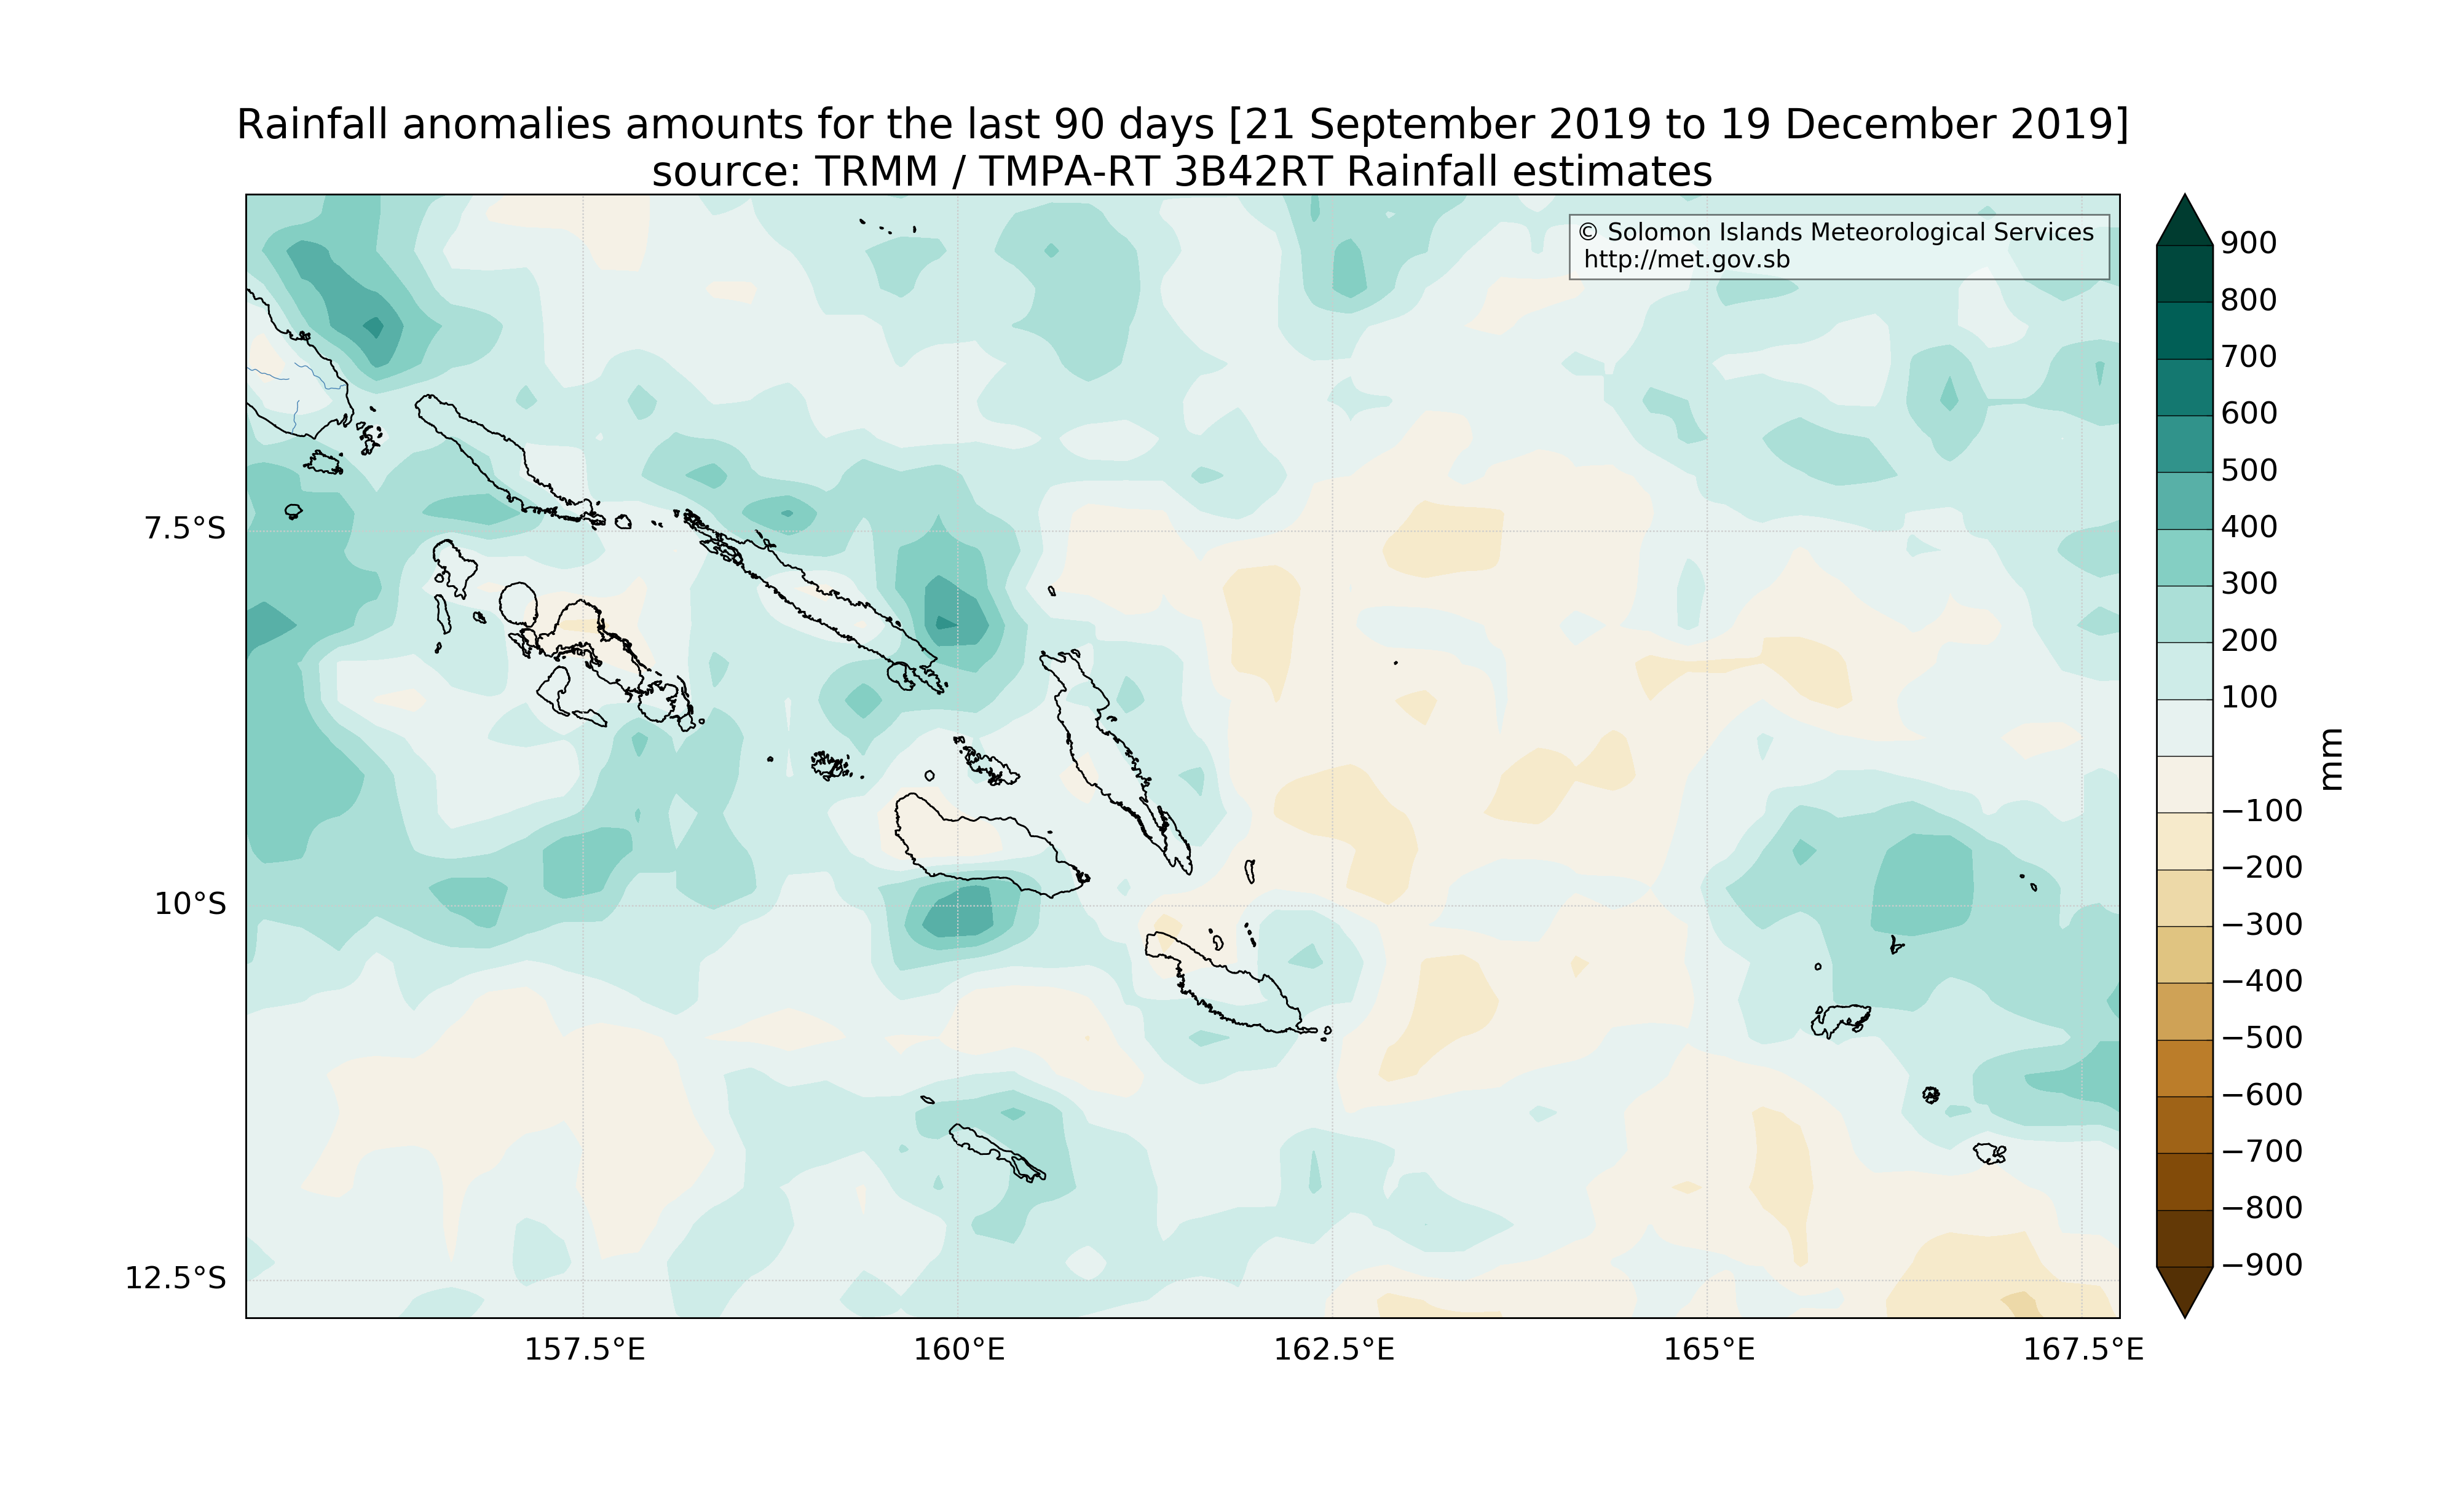 Rainfall anomalies amounts for the last 90 days [21 September 2019 to 19 December 2019]
source: TRMM / TMPA-RT 3B42RT Rainfall estimates
© Solomon Islands Meteorological Services
http://met.gov.sb
7.5°S
10°S
12.5°S
157.5°E
160°E
162.5°E
165°E
167.5°E
900
800
700
600
500
400
300
200
100
−100
−200
−300
−400
−500
−600
−700
−800
−900
mm